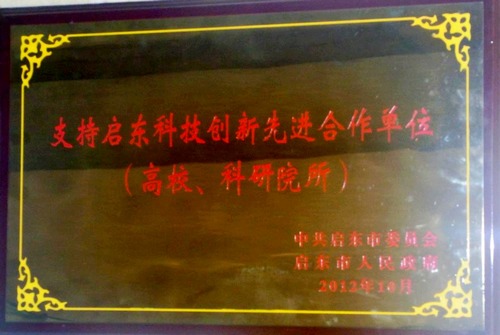 支持启东科技创新先进合作单位
（高校、科研院所）
中共启东市委员会
启东市人民政府
2012年10月